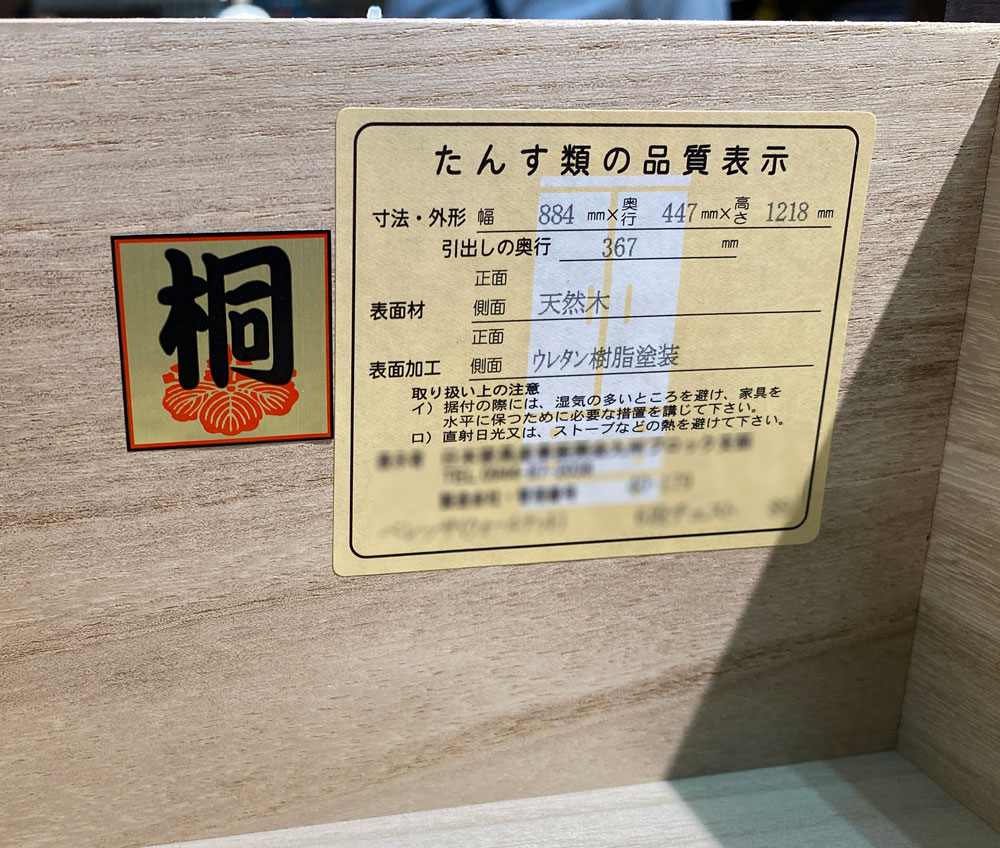 桐
たんす類の品質表示
寸法・外形 幅 884 mm×奥行 447 mm×高さ 1218 mm
引出しの奥行 367 mm
正面
表面材 側面 天然木
正面
表面加工 側面 ウレタン樹脂塗装
取り扱い上の注意
イ）据付の際には、湿気の多いところを避け、家具を
水平に保つために必要な措置を講じて下さい。
ロ）直射日光又は、ストーブなどの熱を避けて下さい。